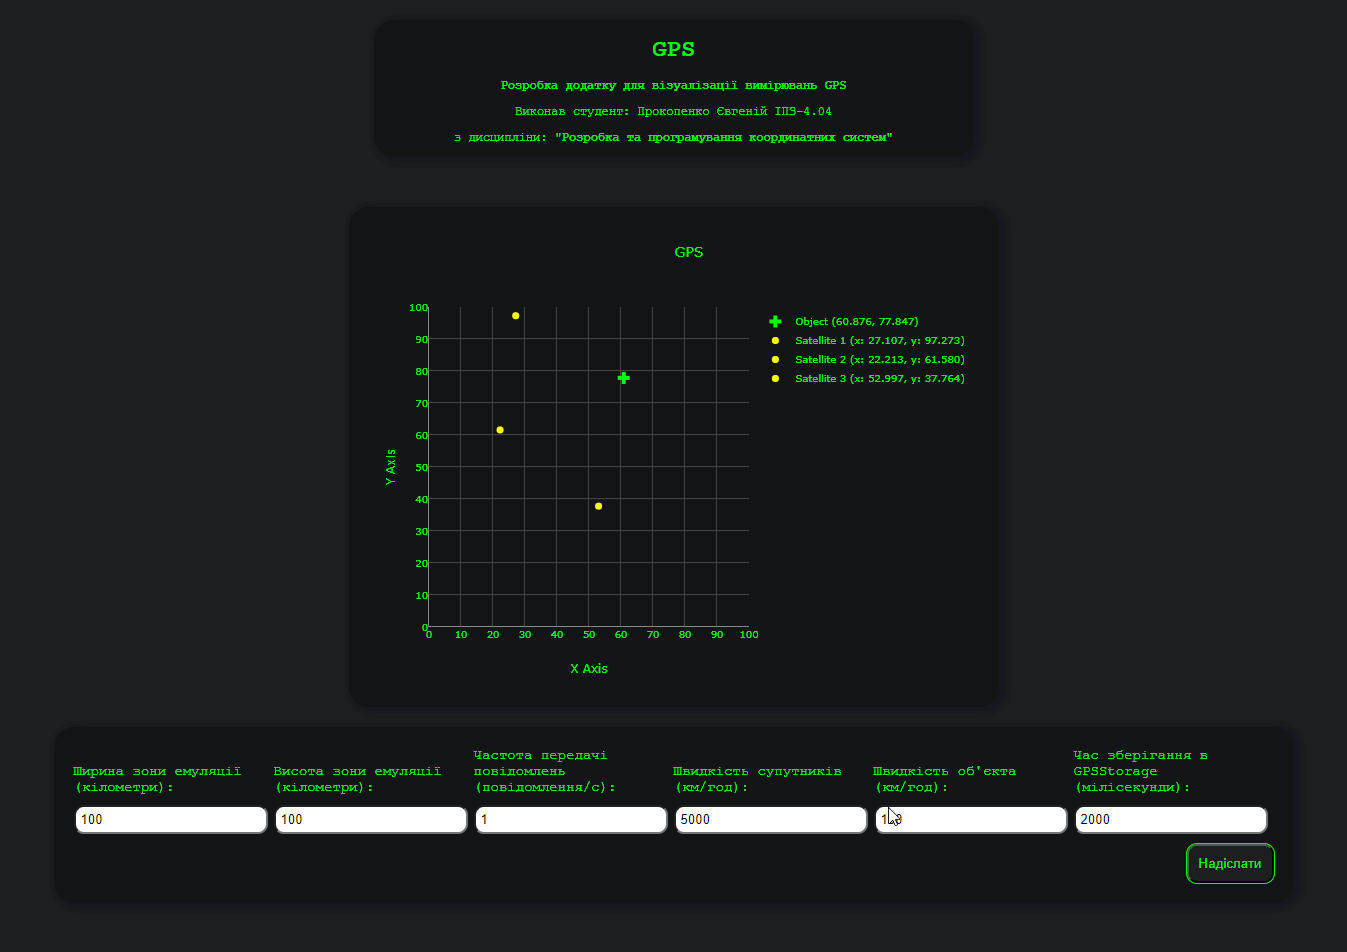 GPS
Розробка додатку для візуалізації вимірювань GPS
Виконав студент: Прокопенко Євгеній ІПЗ-4.04
з дисципліни: "Розробка та програмування координатних систем"
GPS
100
90
80
70
60
50
40
30
20
10
0
Y Axis
0 10 20 30 40 50 60 70 80 90 100
X Axis
Object (60.876, 77.847)
Satellite 1 (x: 27.107, y: 97.273)
Satellite 2 (x: 22.213, y: 61.580)
Satellite 3 (x: 52.997, y: 37.764)
Ширина зони емуляції
(кілометри):
100
Висота зони емуляції
(кілометри):
100
Частота передачі
повідомлень
(повідомлення/с):
1
Швидкість супутників
(км/год):
5000
Швидкість об'єкта
(км/год):
Час зберігання в
GPSStorage
(мілісекунди):
2000
Надіслати